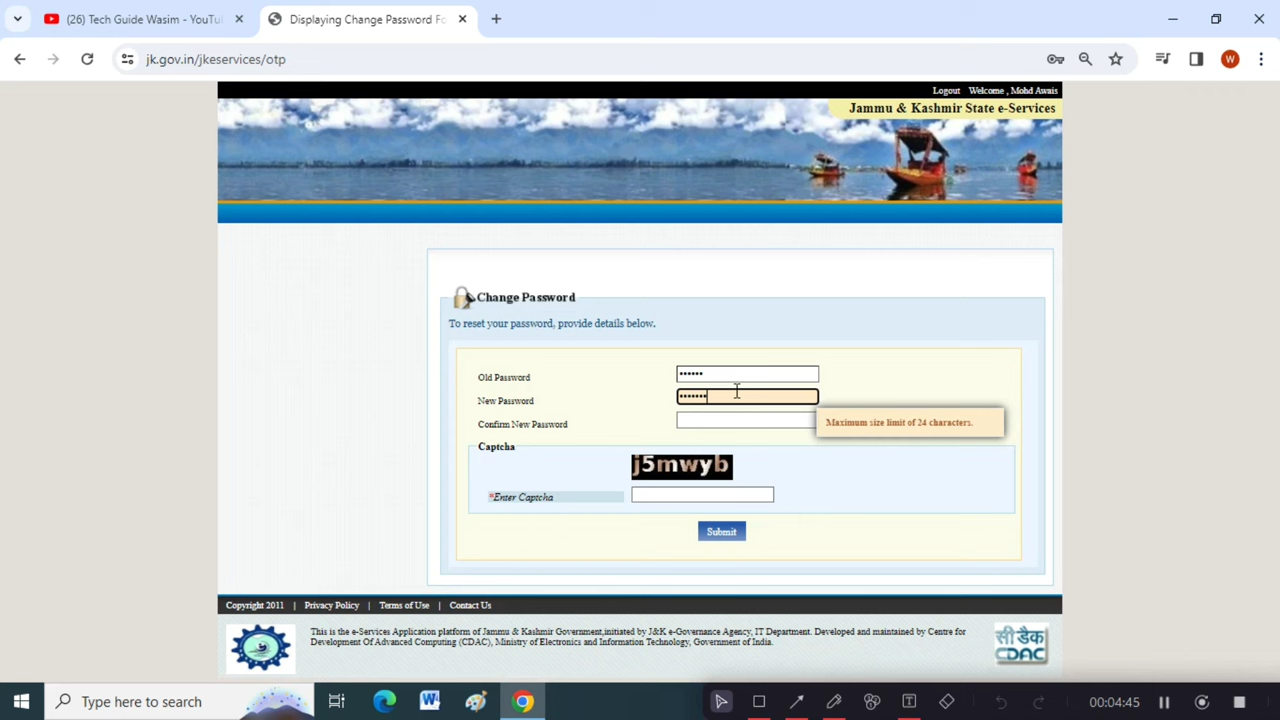 (26) Tech Guide Wasim - YouTu
Displaying Change Password Fo
jk.gov.in/jkeservices/otp
W
Logout Welcome , Mohd Awais
Jammu & Kashmir State e-Services
Change Password
To reset your password, provide details below.
Old Password
New Password
Maximum size limit of 24 characters.
Confirm New Password
Captcha
j5mwyb
*Enter Captcha
Submit
Copyright 2011 | Privacy Policy | Terms of Use | Contact Us
This is the e-Services Application platform of Jammu & Kashmir Government,initiated by J&K e-Governance Agency, IT Department. Developed and maintained by Centre for
Development Of Advanced Computing (CDAC), Ministry of Electronics and Information Technology, Government of India.
सी डैक
CDAC
Type here to search
00:04:45